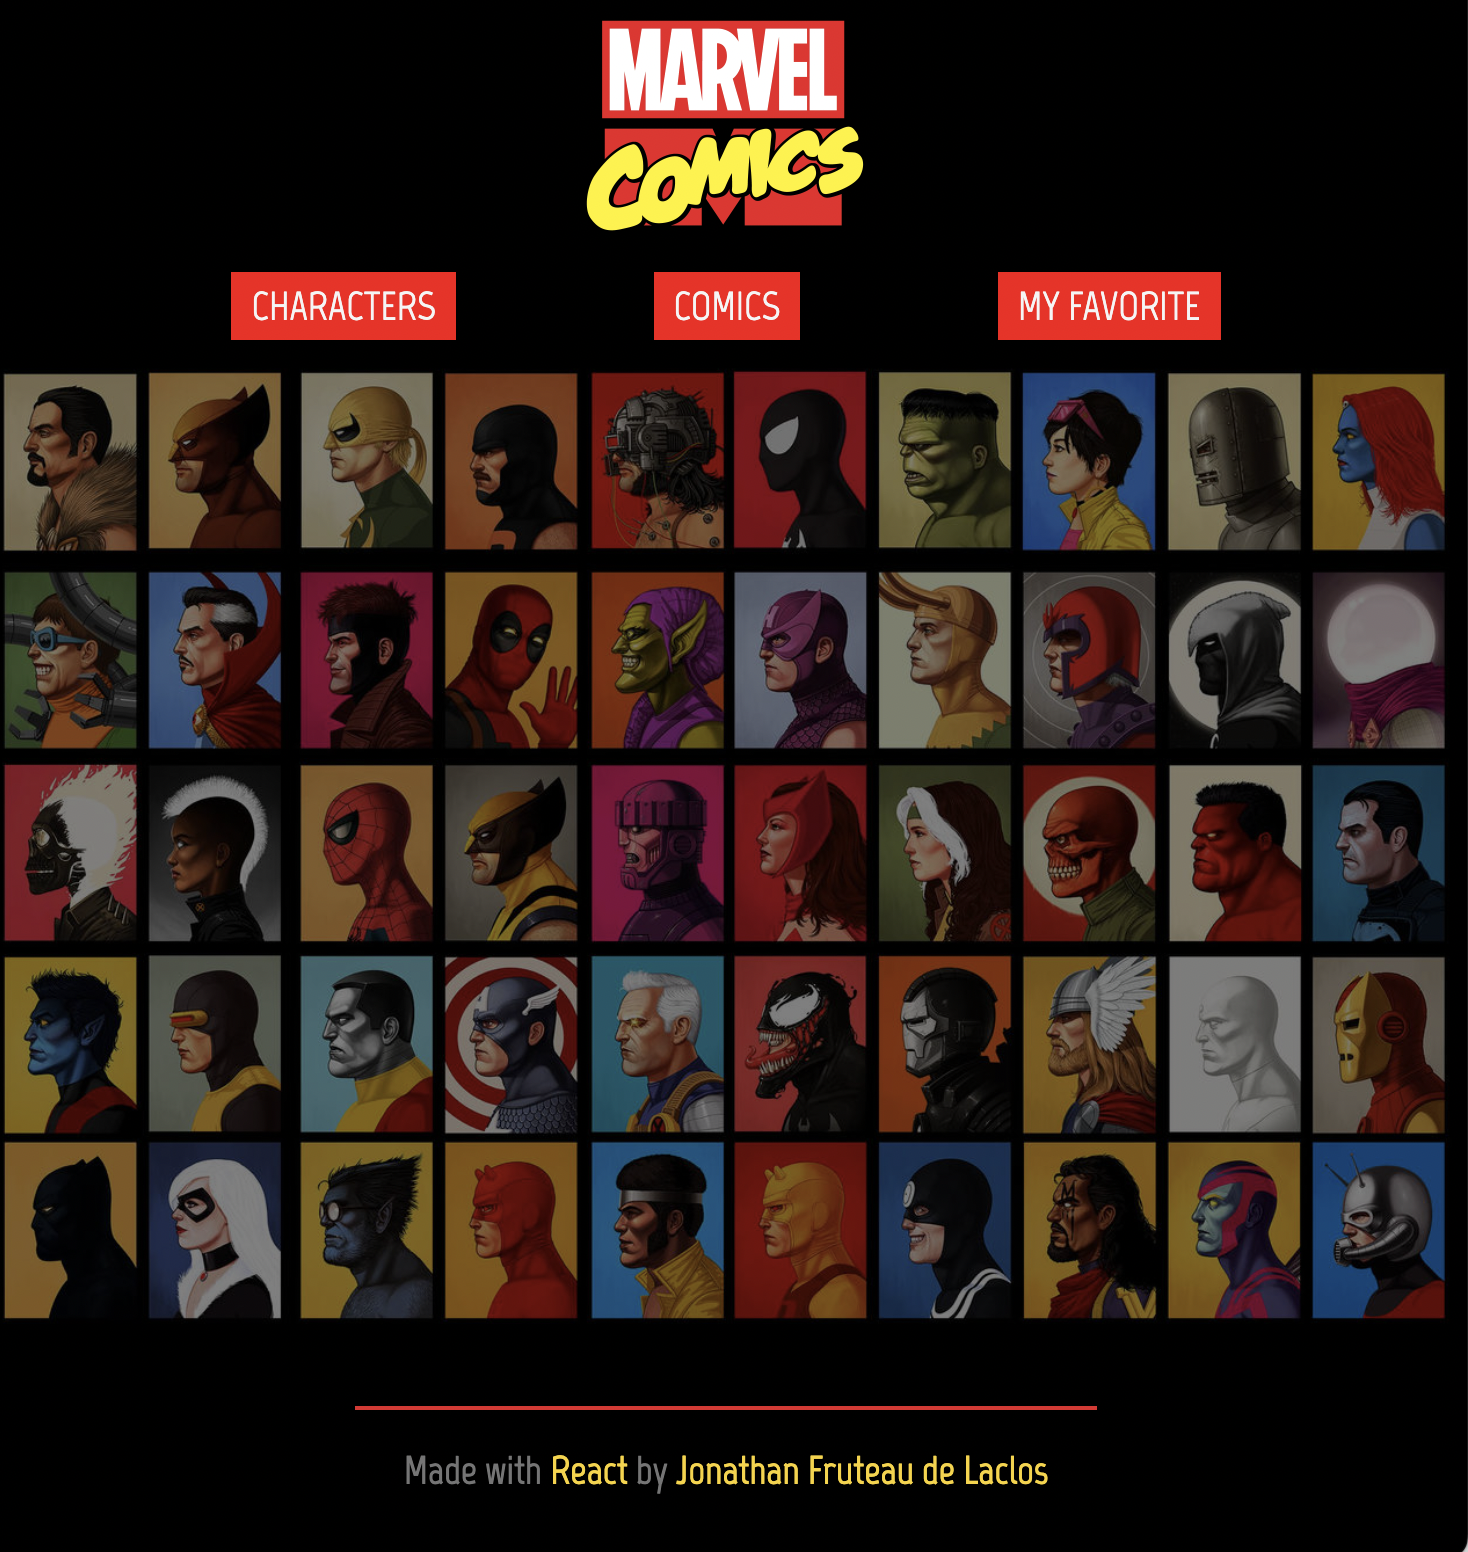 MARVEL
COMICS
CHARACTERS
COMICS
MY FAVORITE
Made with React by Jonathan Fruteau de Laclos